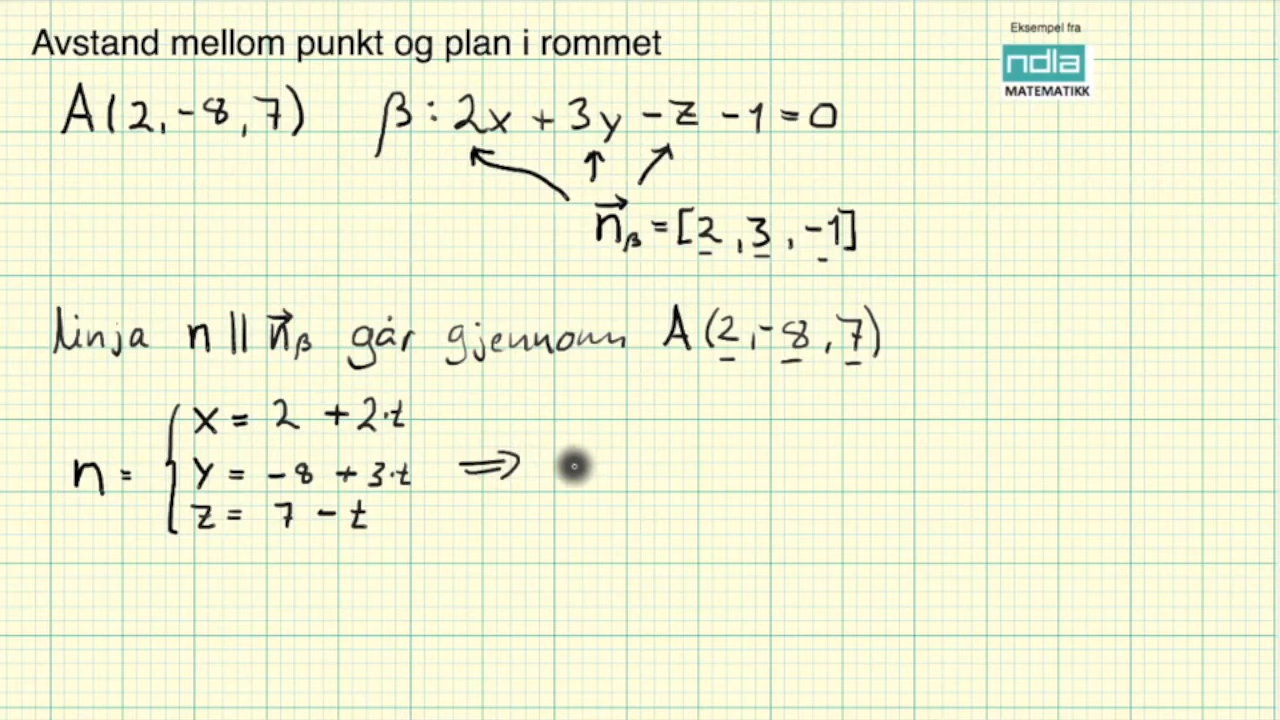 Avstand mellom punkt og plan i rommet
Eksempel fra
ndla
MATEMATIKK
A(2,-8,7) β: 2x + 3y - z - 1 = 0
n⃗β = [2, 3, -1]
linja n || n⃗β går gjennom A(2,-8,7)
n = { x = 2 + 2·t
y = -8 + 3·t ⇒
z = 7 - t